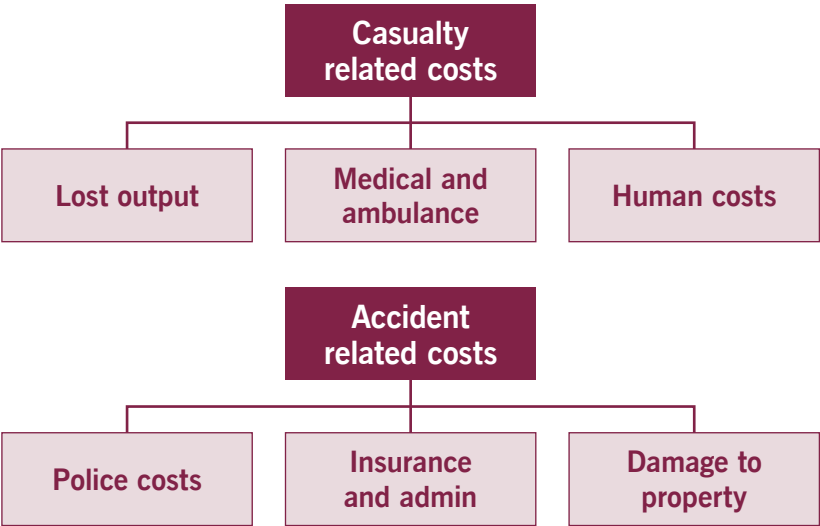 Casualty
related costs
Lost output
Medical and
ambulance
Human costs
Accident
related costs
Police costs
Insurance
and admin
Damage to
property